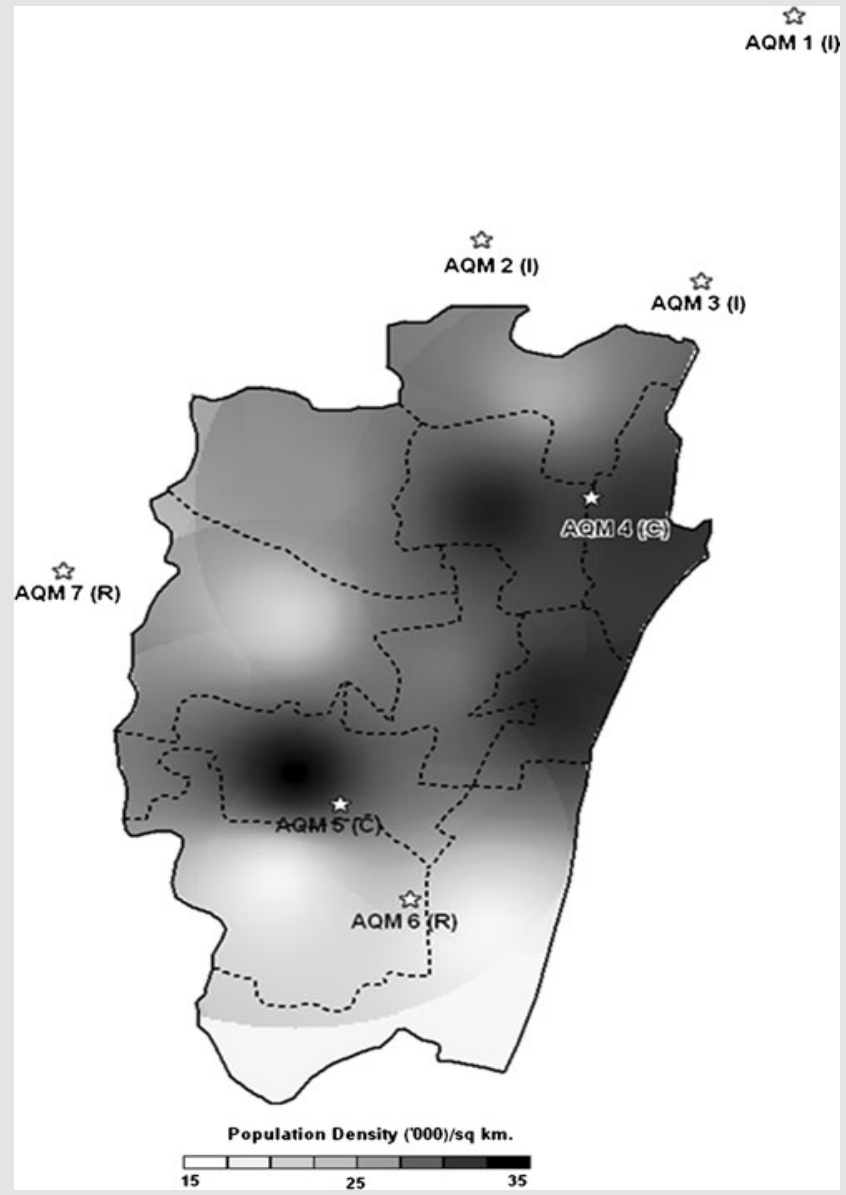 AQM 1 (I)
AQM 2 (I)
AQM 3 (I)
AQM 4 (C)
AQM 7 (R)
AQM 5 (C)
AQM 6 (R)
Population Density ('000)/sq km.
15 25 35